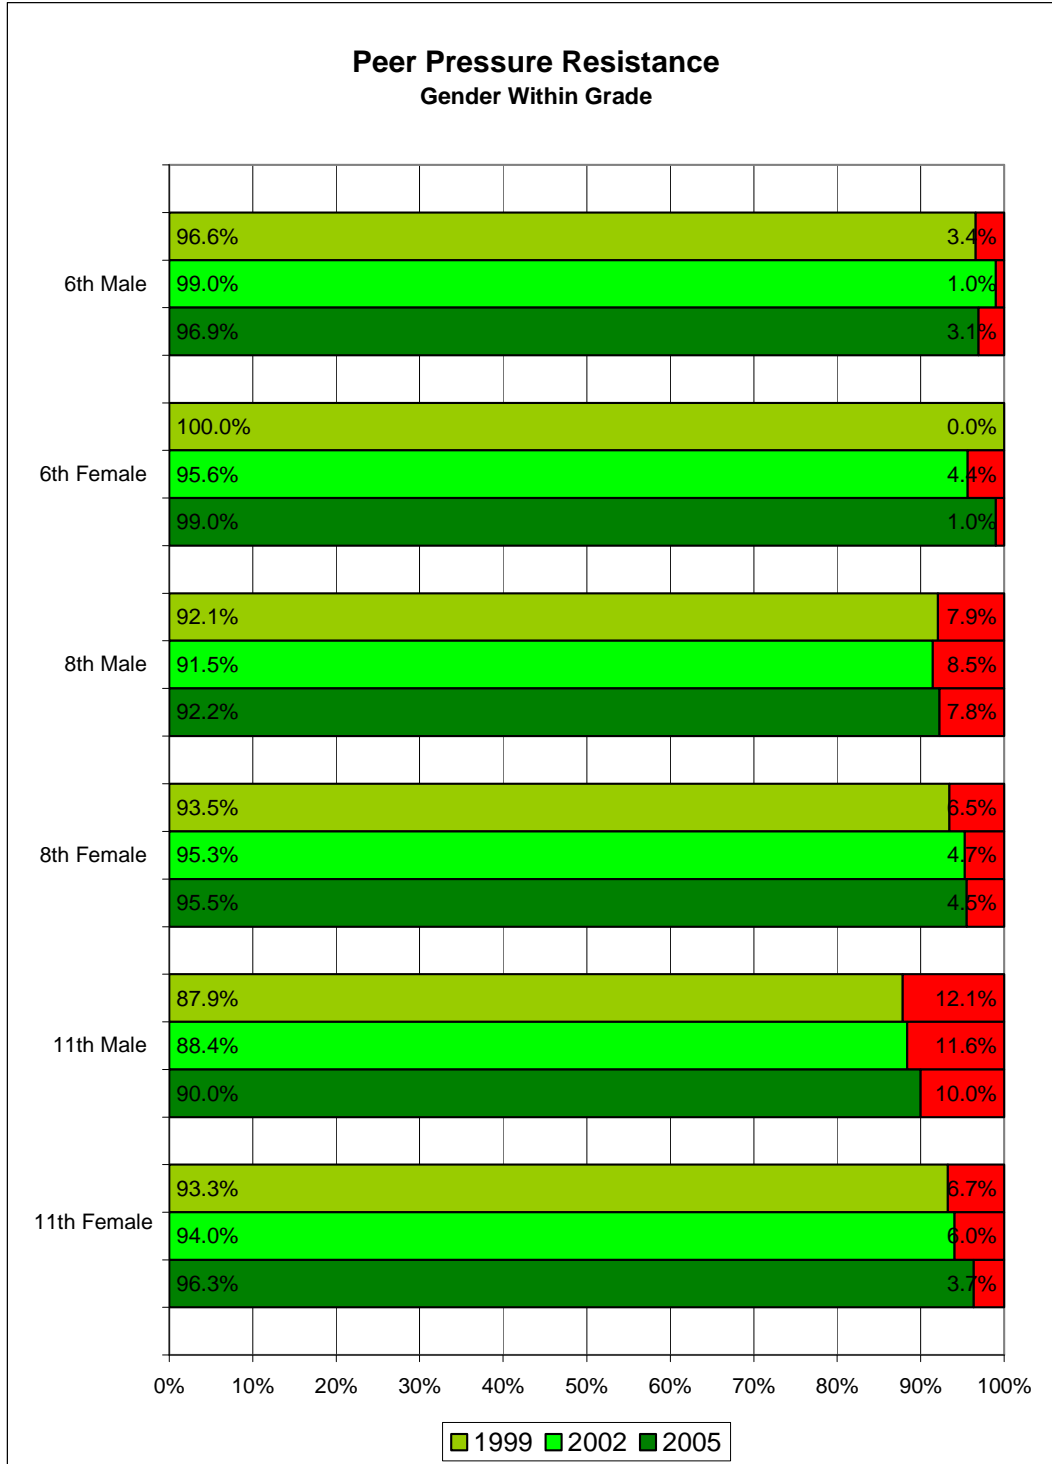 Peer Pressure Resistance
Gender Within Grade
96.6% 3.4%
6th Male 99.0% 1.0%
96.9% 3.1%
100.0% 0.0%
6th Female 95.6% 4.4%
99.0% 1.0%
92.1% 7.9%
8th Male 91.5% 8.5%
92.2% 7.8%
93.5% 6.5%
8th Female 95.3% 4.7%
95.5% 4.5%
87.9% 12.1%
11th Male 88.4% 11.6%
90.0% 10.0%
93.3% 6.7%
11th Female 94.0% 6.0%
96.3% 3.7%
0% 10% 20% 30% 40% 50% 60% 70% 80% 90% 100%
1999 2002 2005